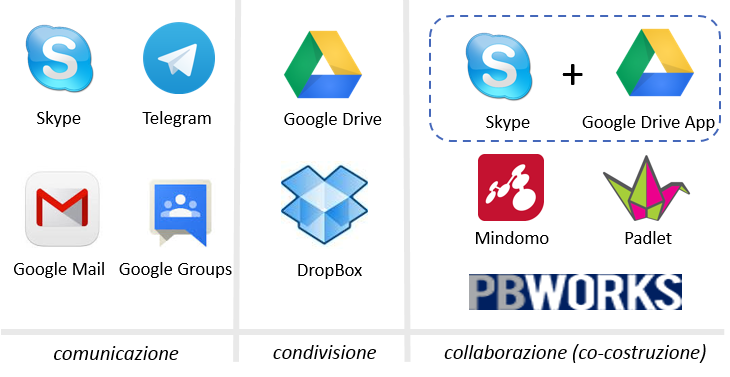 Skype
Telegram
Google Drive
Skype
+
Google Drive App
Google Mail
Google Groups
DropBox
Mindomo
Padlet
PBWORKS
comunicazione
condivisione
collaborazione (co-costruzione)